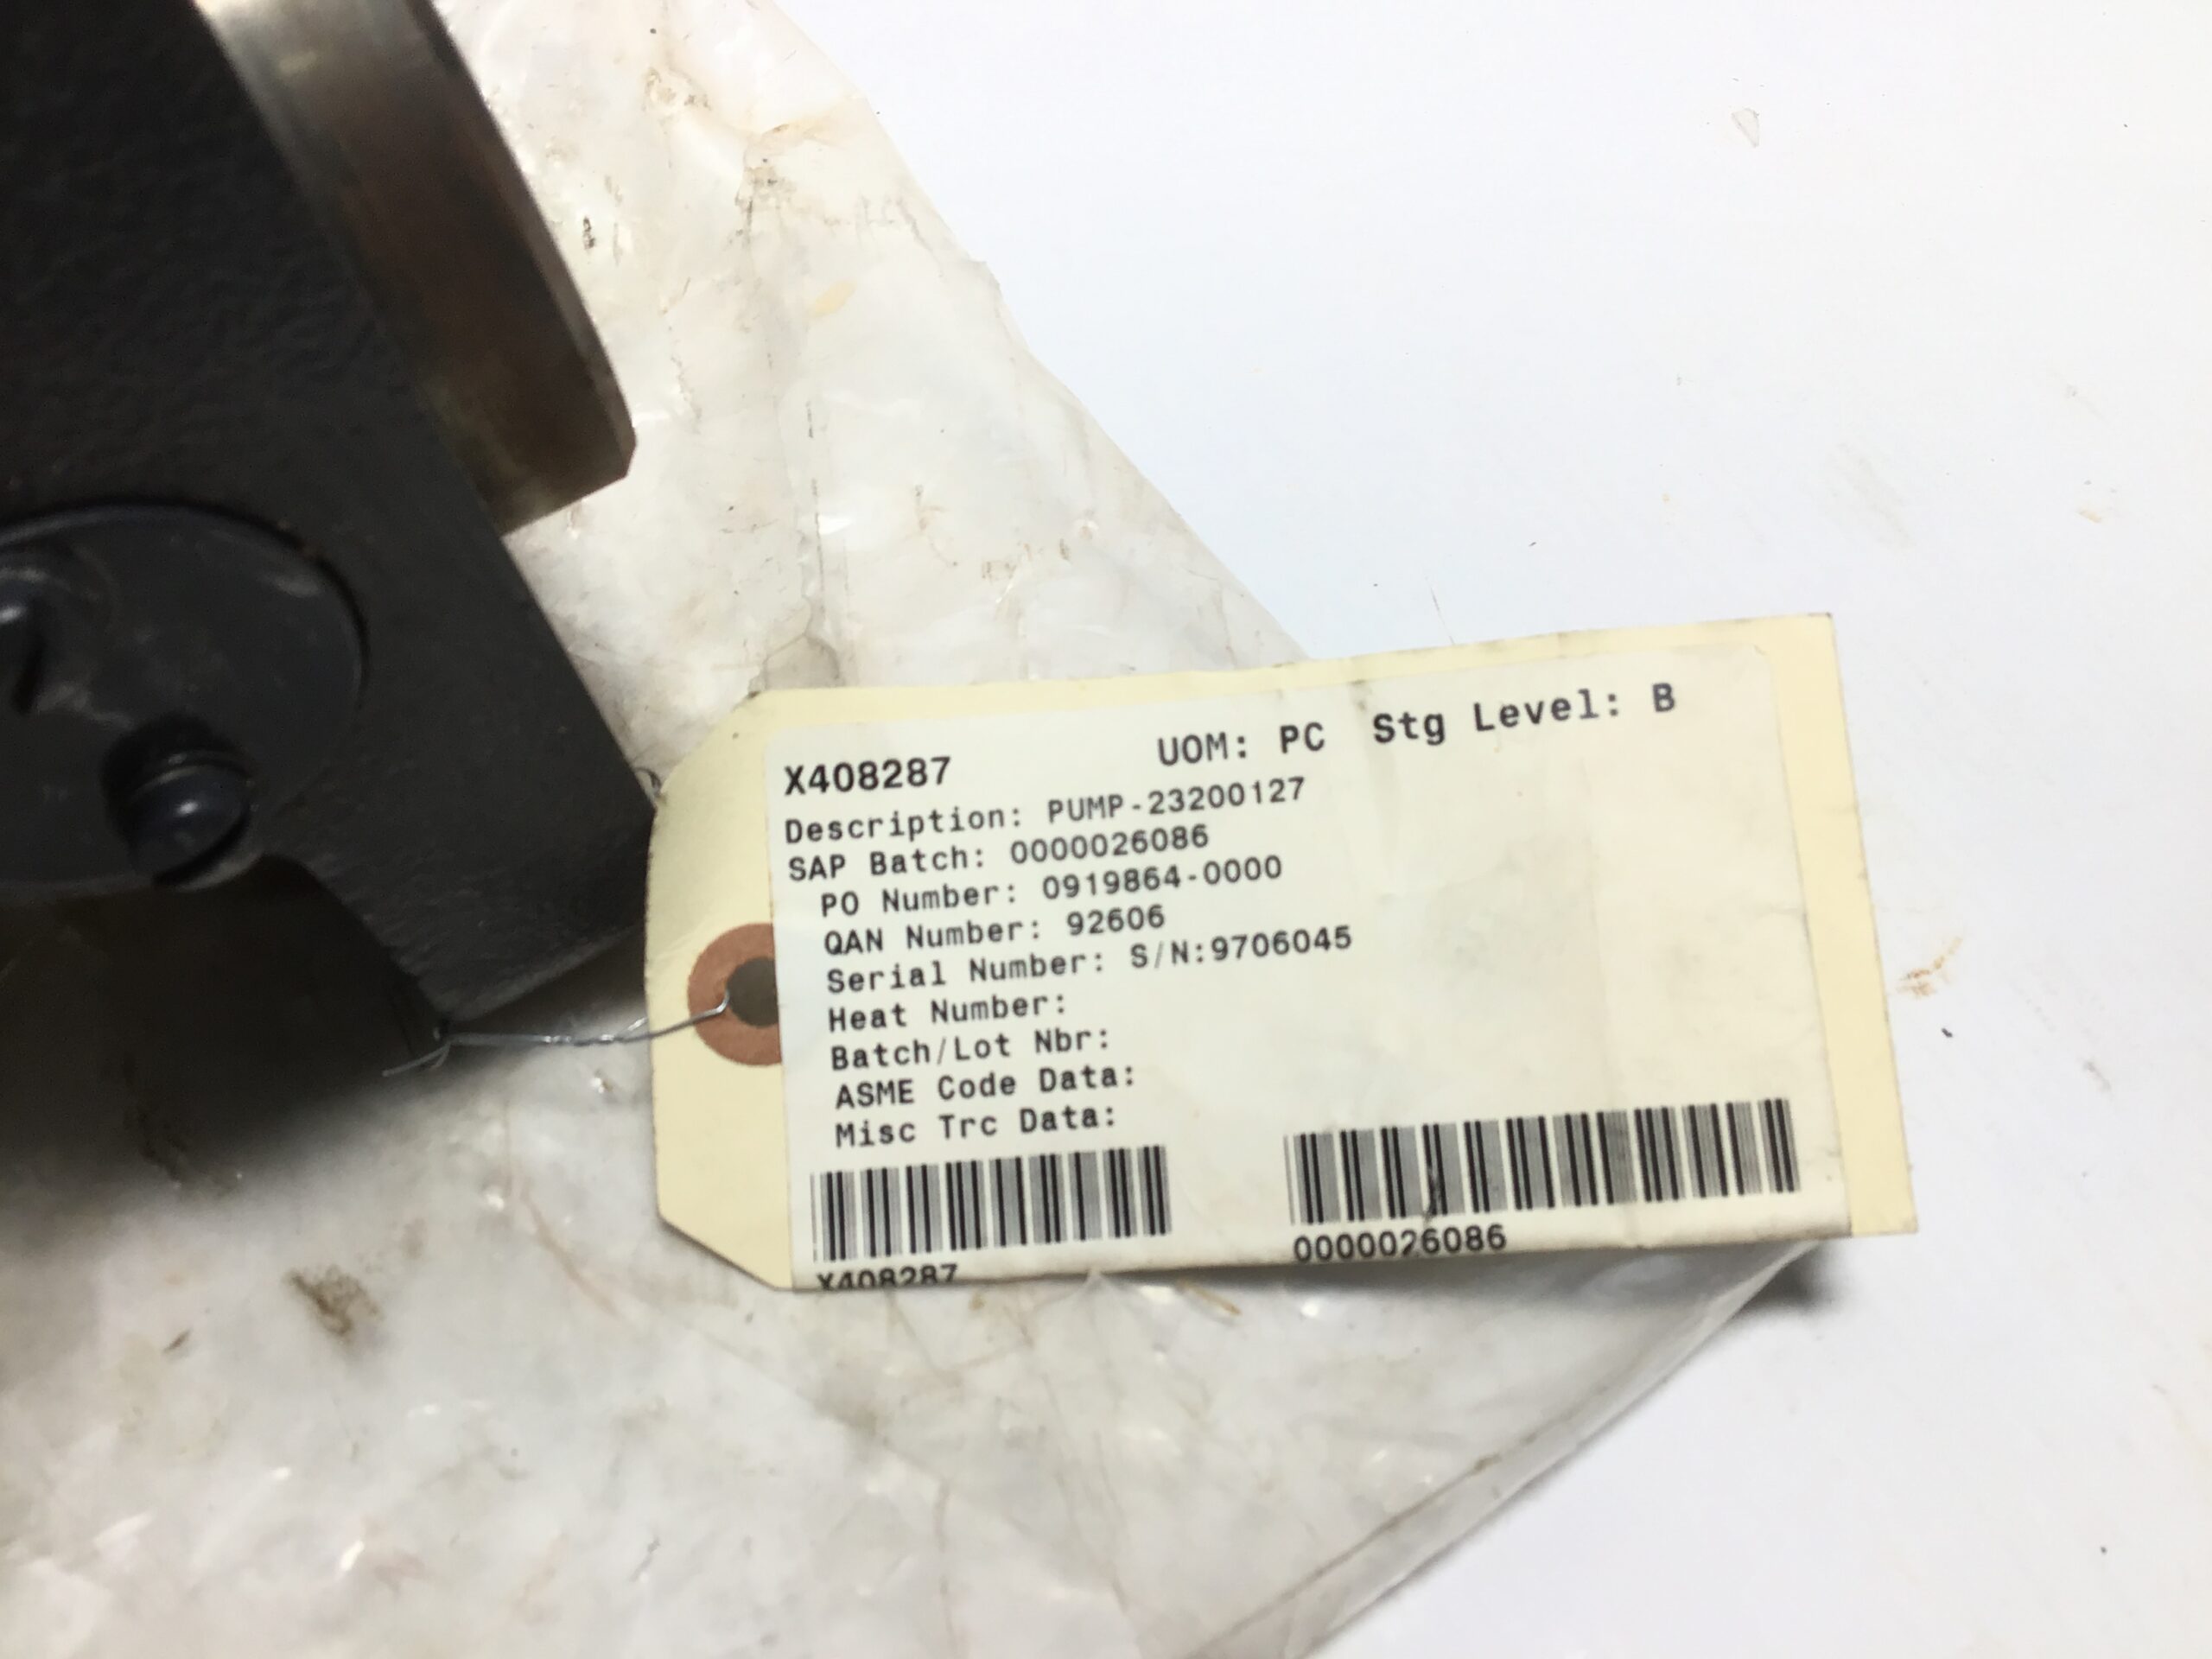 X408287 UOM: PC Stg Level: B
Description: PUMP-23200127
SAP Batch: 0000026086
PO Number: 0919864-0000
QAN Number: 92606
Serial Number: S/N:9706045
Heat Number:
Batch/Lot Nbr:
ASME Code Data:
Misc Trc Data:
X408287 0000026086